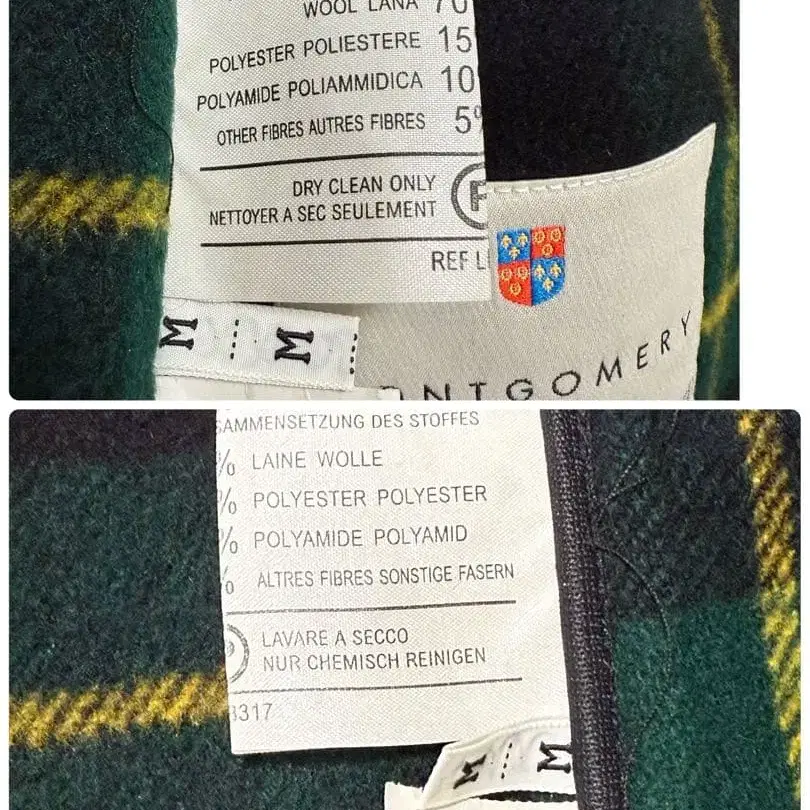 WOOL LANA 70
POLYESTER POLIESTERE 15
POLYAMIDE POLIAMMIDICA 10
OTHER FIBRES AUTRES FIBRES 5%
DRY CLEAN ONLY
NETTOYER A SEC SEULEMENT
P
REF L
M M
NTGOMERY
SAMMENSETZUNG DES STOFFES
% LAINE WOLLE
% POLYESTER POLYESTER
% POLYAMIDE POLYAMID
% ALTRES FIBRES SONSTIGE FASERN
LAVARE A SECCO
NUR CHEMISCH REINIGEN
3317
M M